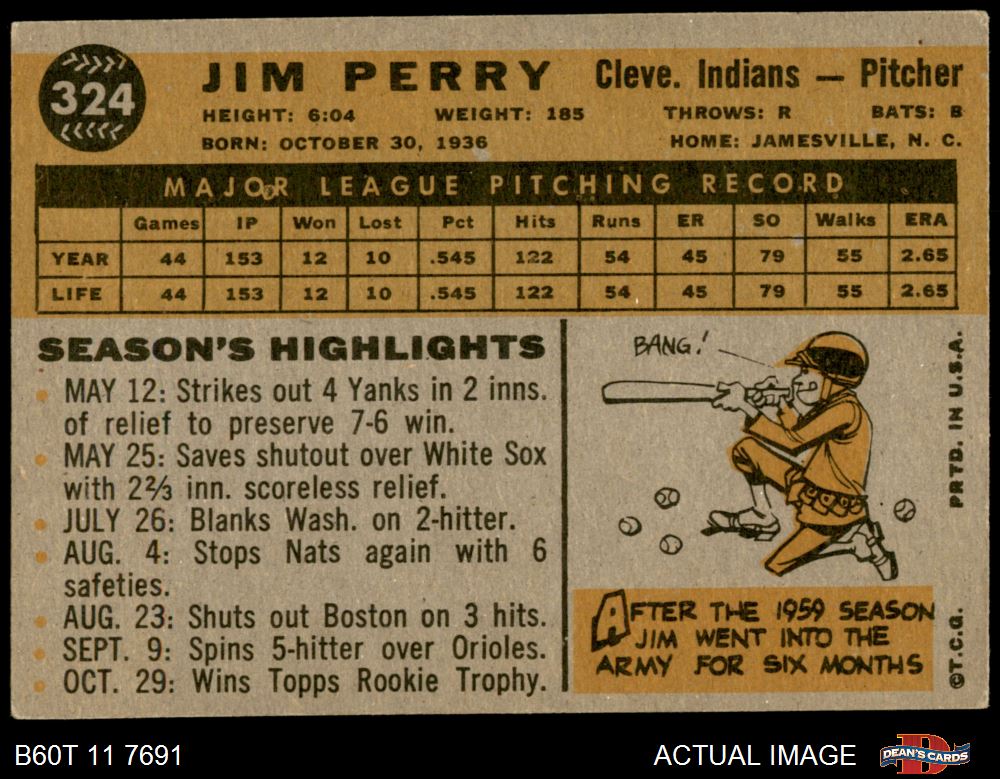 324
JIM PERRY Cleve. Indians — Pitcher
HEIGHT: 6:04 WEIGHT: 185 THROWS: R BATS: B
BORN: OCTOBER 30, 1936 HOME: JAMESVILLE, N. C.
MAJOR LEAGUE PITCHING RECORD
Games IP Won Lost Pct Hits Runs ER SO Walks ERA
YEAR 44 153 12 10 .545 122 54 45 79 55 2.65
LIFE 44 153 12 10 .545 122 54 45 79 55 2.65
SEASON'S HIGHLIGHTS
MAY 12: Strikes out 4 Yanks in 2 inns.
of relief to preserve 7-6 win.
MAY 25: Saves shutout over White Sox
with 2⅔ inn. scoreless relief.
JULY 26: Blanks Wash. on 2-hitter.
AUG. 4: Stops Nats again with 6
safeties.
AUG. 23: Shuts out Boston on 3 hits.
SEPT. 9: Spins 5-hitter over Orioles.
OCT. 29: Wins Topps Rookie Trophy.
BANG!
AFTER THE 1959 SEASON
JIM WENT INTO THE
ARMY FOR SIX MONTHS
©T.C.G. PRTD. IN U.S.A.
B60T 11 7691 ACTUAL IMAGE
D
DEAN'S CARDS